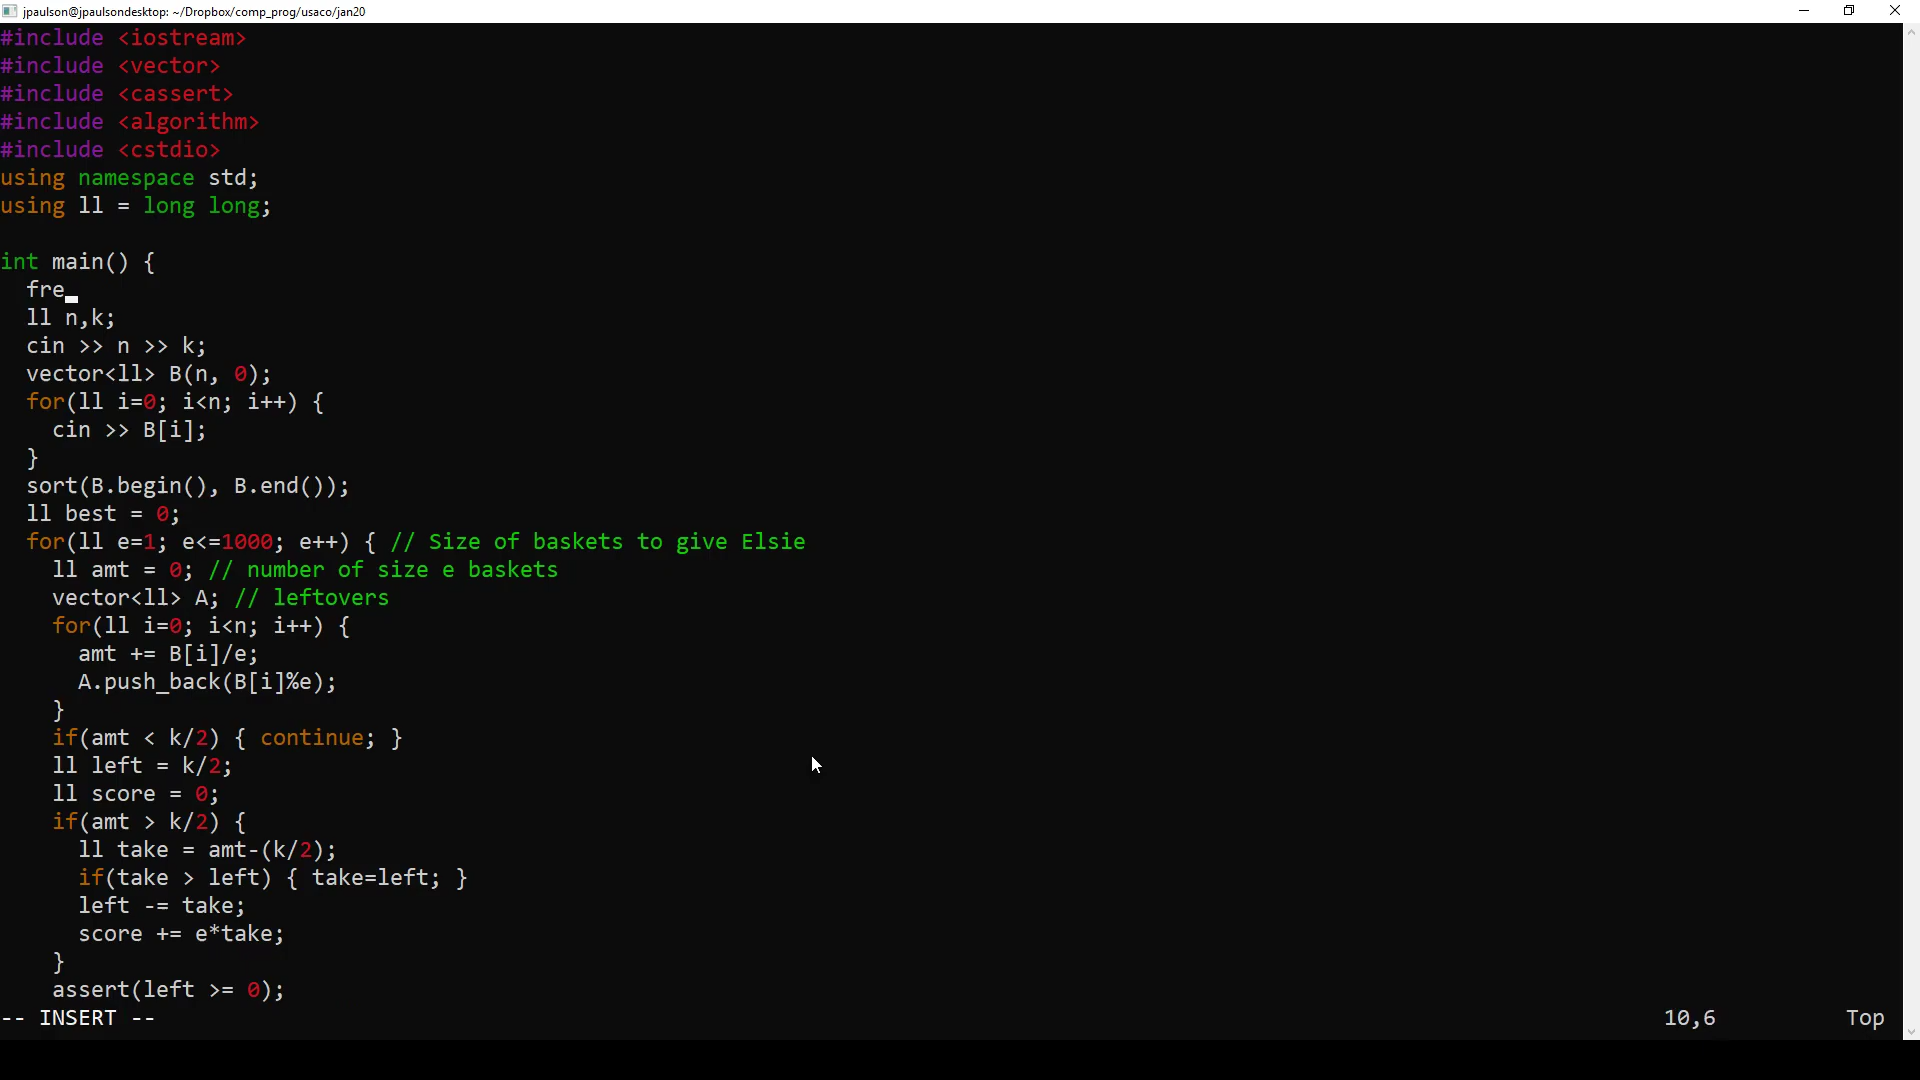 jpaulson@jpaulsondesktop: ~/Dropbox/comp_prog/usaco/jan20
#include <iostream>
#include <vector>
#include <cassert>
#include <algorithm>
#include <cstdio>
using namespace std;
using ll = long long;
int main() {
  fre
  ll n,k;
  cin >> n >> k;
  vector<ll> B(n, 0);
  for(ll i=0; i<n; i++) {
    cin >> B[i];
  }
  sort(B.begin(), B.end());
  ll best = 0;
  for(ll e=1; e<=1000; e++) { // Size of baskets to give Elsie
    ll amt = 0; // number of size e baskets
    vector<ll> A; // leftovers
    for(ll i=0; i<n; i++) {
      amt += B[i]/e;
      A.push_back(B[i]%e);
    }
    if(amt < k/2) { continue; }
    ll left = k/2;
    ll score = 0;
    if(amt > k/2) {
      ll take = amt-(k/2);
      if(take > left) { take=left; }
      left -= take;
      score += e*take;
    }
    assert(left >= 0);
-- INSERT -- 10,6 Top